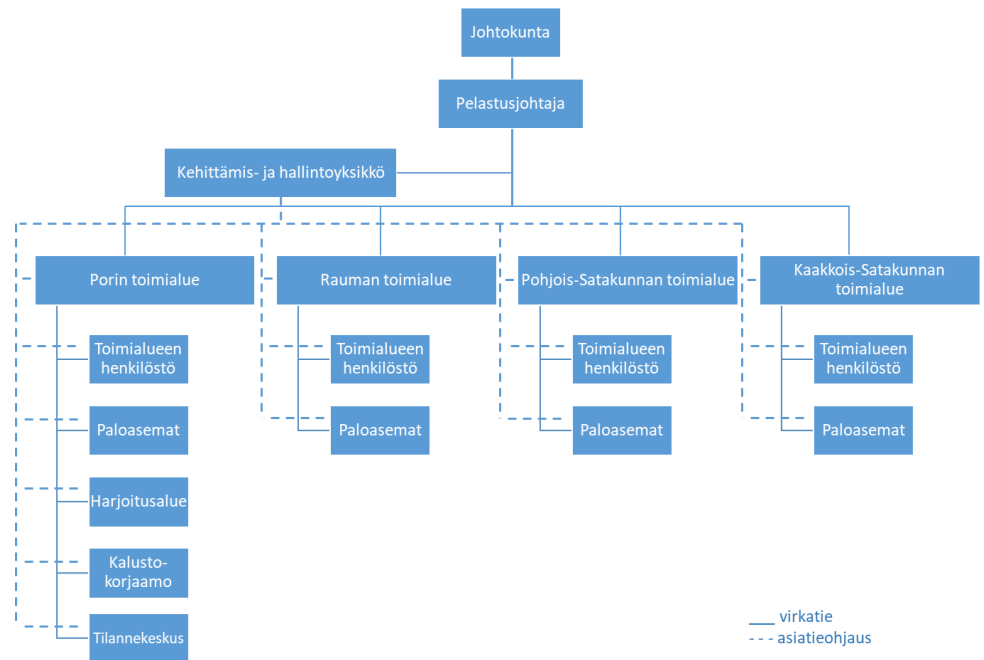 Johtokunta
Pelastusjohtaja
Kehittämis- ja hallintoyksikkö
Porin toimialue
Rauman toimialue
Pohjois-Satakunnan toimialue
Kaakkois-Satakunnan
toimialue
Toimialueen
henkilöstö
Toimialueen
henkilöstö
Toimialueen
henkilöstö
Toimialueen
henkilöstö
Paloasemat
Paloasemat
Paloasemat
Paloasemat
Harjoitusalue
Kalusto-
korjaamo
Tilannekeskus
virkatie
asiatieohjaus